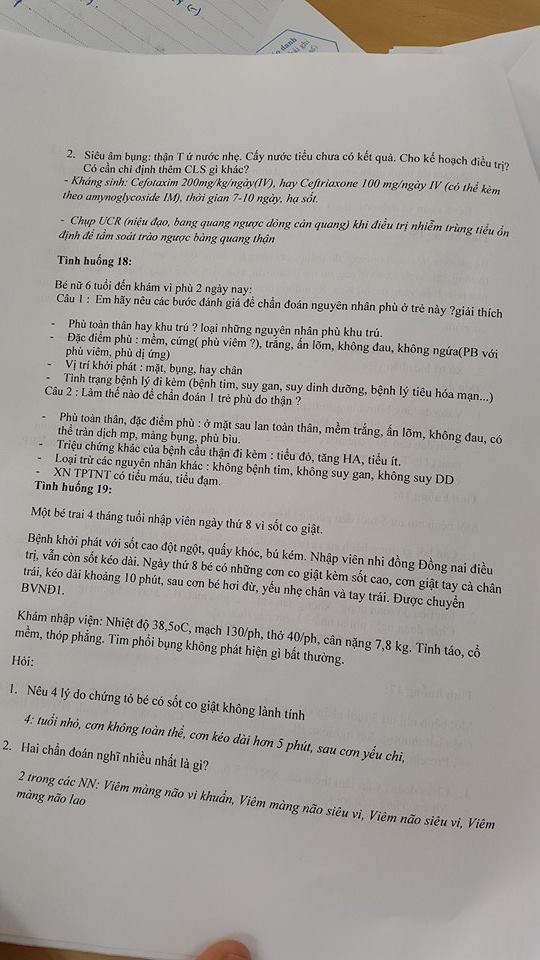 2. Siêu âm bụng: thận T ứ nước nhẹ. Cấy nước tiểu chưa có kết quả. Cho kế hoạch điều trị?
Có cần chỉ định thêm CLS gì khác?
- Kháng sinh: Cefotaxim 200mg/kg/ngày(IV), hay Ceftriaxone 100 mg/ngày IV (có thể kèm
theo amynoglycoside IM), thời gian 7-10 ngày, hạ sốt.
- Chụp UCR (niệu đạo, bang quang ngược dòng cản quang) khi điều trị nhiễm trùng tiểu ổn
định để tầm soát trào ngược bàng quang thận
Tình huống 18:
Bé nữ 6 tuổi đến khám vì phù 2 ngày nay:
Câu 1 : Em hãy nêu các bước đánh giá để chẩn đoán nguyên nhân phù ở trẻ này ?giải thích
- Phù toàn thân hay khu trú ? loại những nguyên nhân phù khu trú.
- Đặc điểm phù : mềm, cứng( phù viêm ?), trắng, ấn lõm, không đau, không ngứa(PB với
phù viêm, phù dị ứng)
- Vị trí khởi phát : mặt, bụng, hay chân
- Tình trạng bệnh lý đi kèm (bệnh tim, suy gan, suy dinh dưỡng, bệnh lý tiêu hóa mạn...)
Câu 2 : Làm thế nào để chẩn đoán 1 trẻ phù do thận ?
- Phù toàn thân, đặc điểm phù : ở mặt sau lan toàn thân, mềm trắng, ấn lõm, không đau, có
thể tràn dịch mp, màng bụng, phù bìu.
- Triệu chứng khác của bệnh cầu thận đi kèm : tiểu đỏ, tăng HA, tiểu ít.
- Loại trừ các nguyên nhân khác : không bệnh tim, không suy gan, không suy DD
- XN TPTNT có tiểu máu, tiểu đạm.
Tình huống 19:
Một bé trai 4 tháng tuổi nhập viên ngày thứ 8 vì sốt co giật.
Bệnh khởi phát với sốt cao đột ngột, quấy khóc, bú kém. Nhập viên nhi đồng Đồng nai điều
trị, vẫn còn sốt kéo dài. Ngày thứ 8 bé có những cơn co giật kèm sốt cao, cơn giật tay cà chân
trái, kéo dài khoảng 10 phút, sau cơn bé hơi đừ, yếu nhẹ chân và tay trái. Được chuyển
BVNĐ1.
Khám nhập viện: Nhiệt độ 38,5oC, mạch 130/ph, thở 40/ph, cân nặng 7,8 kg. Tỉnh táo, cổ
mềm, thóp phẳng. Tim phổi bụng không phát hiện gì bất thường.
Hỏi:
1. Nêu 4 lý do chứng tỏ bé có sốt co giật không lành tính
4: tuổi nhỏ, cơn không toàn thể, cơn kéo dài hơn 5 phút, sau cơn yếu chi,
2. Hai chẩn đoán nghĩ nhiều nhất là gì?
2 trong các NN: Viêm màng não vi khuẩn, Viêm màng não siêu vi, Viêm não siêu vi, Viêm
màng não lao